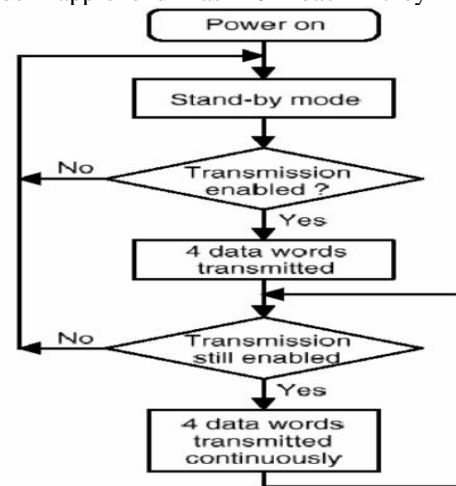 Power on
Stand-by mode
No
Transmission
enabled ?
Yes
4 data words
transmitted
No
Transmission
still enabled
Yes
4 data words
transmitted
continuously